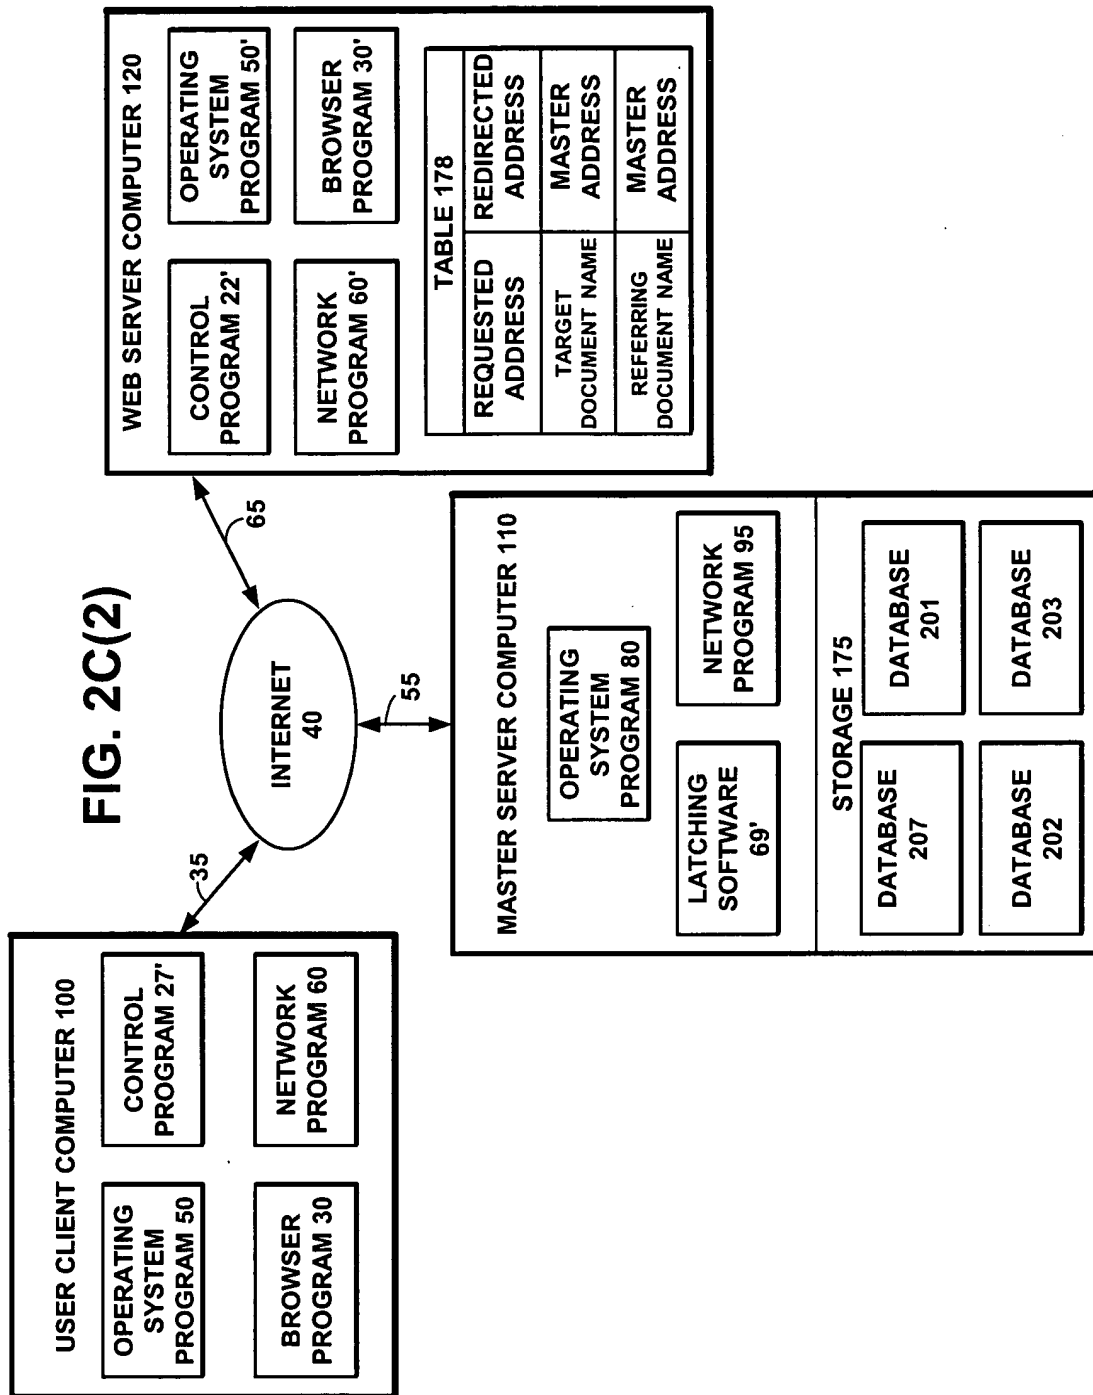 FIG. 2C(2)
USER CLIENT COMPUTER 100
OPERATING
SYSTEM
PROGRAM 50
CONTROL
PROGRAM 27'
BROWSER
PROGRAM 30
NETWORK
PROGRAM 60
35
INTERNET
40
65
55
WEB SERVER COMPUTER 120
CONTROL
PROGRAM 22'
OPERATING
SYSTEM
PROGRAM 50'
NETWORK
PROGRAM 60'
BROWSER
PROGRAM 30'
TABLE 178
REQUESTED
ADDRESS
REDIRECTED
ADDRESS
TARGET
DOCUMENT NAME
MASTER
ADDRESS
REFERRING
DOCUMENT NAME
MASTER
ADDRESS
MASTER SERVER COMPUTER 110
OPERATING
SYSTEM
PROGRAM 80
LATCHING
SOFTWARE
69'
NETWORK
PROGRAM 95
STORAGE 175
DATABASE
207
DATABASE
201
DATABASE
202
DATABASE
203